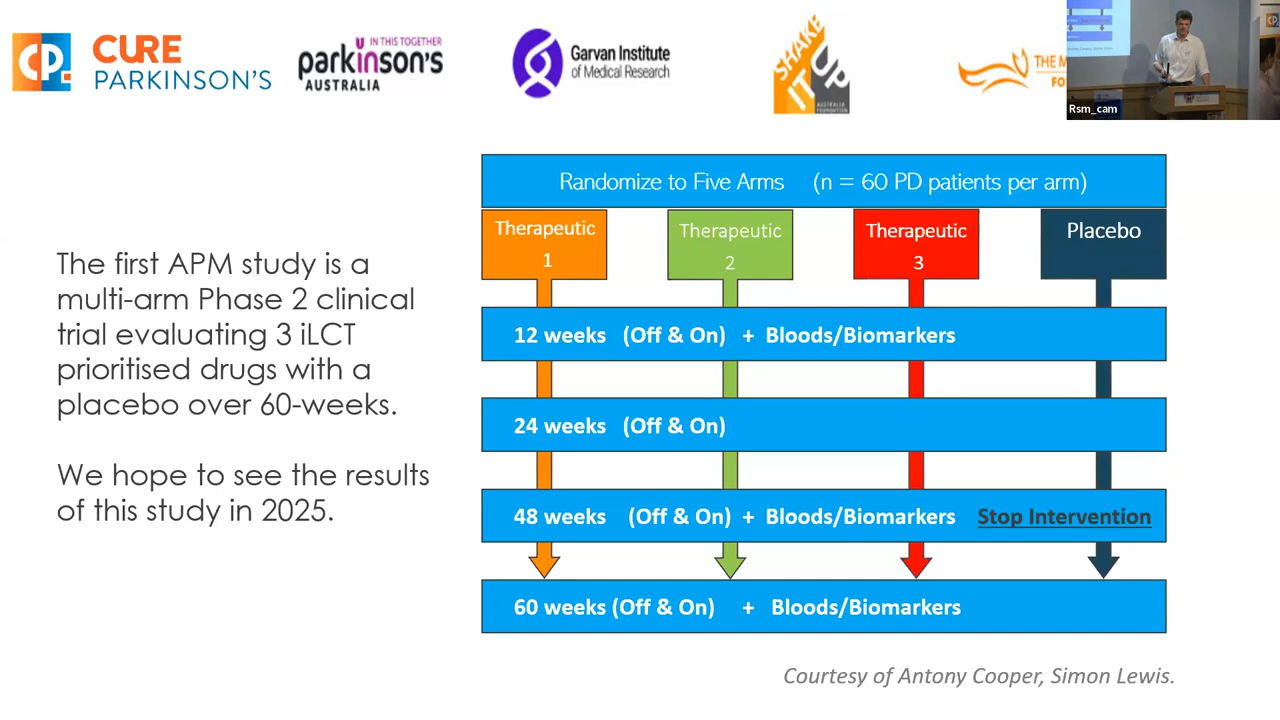 CP.
CURE
PARKINSON'S
IN THIS TOGETHER
parkinson's
AUSTRALIA
Garvan Institute
of Medical Research
SHAKE
IT UP
AUSTRALIA
FOUNDATION
THE M
FO
Rsm_cam
Randomize to Five Arms (n = 60 PD patients per arm)
Therapeutic
1
Therapeutic
2
Therapeutic
3
Placebo
The first APM study is a
multi-arm Phase 2 clinical
trial evaluating 3 iLCT
prioritised drugs with a
placebo over 60-weeks.
We hope to see the results
of this study in 2025.
12 weeks (Off & On) + Bloods/Biomarkers
24 weeks (Off & On)
48 weeks (Off & On) + Bloods/Biomarkers Stop Intervention
60 weeks (Off & On) + Bloods/Biomarkers
Courtesy of Antony Cooper, Simon Lewis.